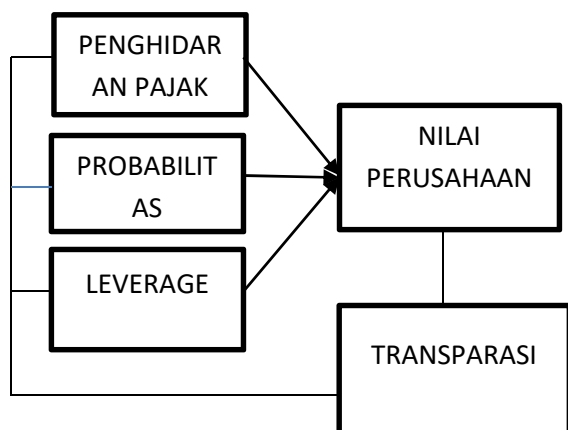 PENGHIDAR
AN PAJAK
PROBABILIT
AS
LEVERAGE
NILAI
PERUSAHAAN
TRANSPARASI